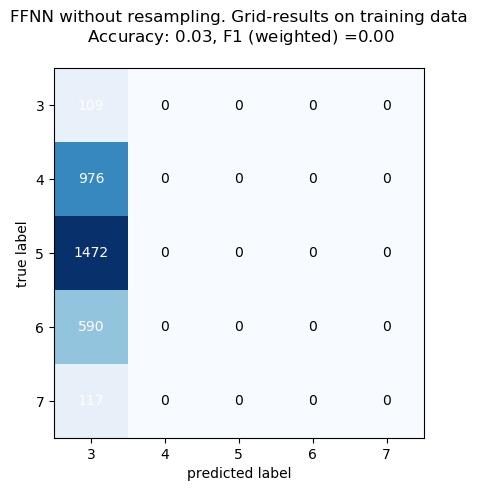 FFNN without resampling. Grid-results on training data
Accuracy: 0.03, F1 (weighted) =0.00
3 109 0 0 0 0
4 976 0 0 0 0
true label
5 1472 0 0 0 0
6 590 0 0 0 0
7 117 0 0 0 0
3 4 5 6 7
predicted label